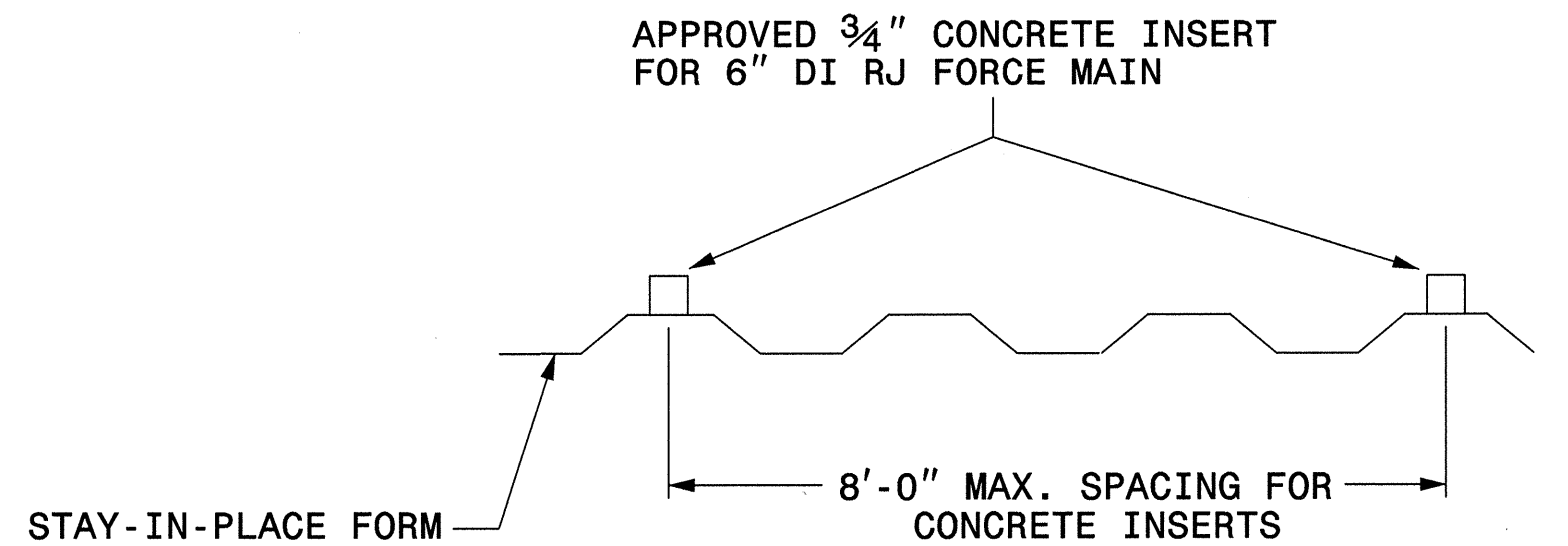 APPROVED 3/4" CONCRETE INSERT
FOR 6" DI RJ FORCE MAIN
8'-0" MAX. SPACING FOR
CONCRETE INSERTS
STAY-IN-PLACE FORM